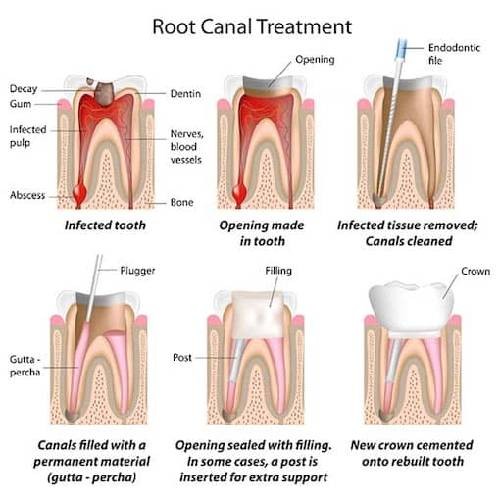 Root Canal Treatment
Decay
Gum
Infected
pulp
Abscess
Dentin
Nerves,
blood
vessels
Bone
Infected tooth
Opening
Opening made
in tooth
Endodontic
file
Infected tissue removed;
Canals cleaned
Plugger
Gutta -
percha
Canals filled with a
permanent material
(gutta - percha)
Filling
Post
Opening sealed with filling.
In some cases, a post is
inserted for extra support
Crown
New crown cemented
onto rebuilt tooth